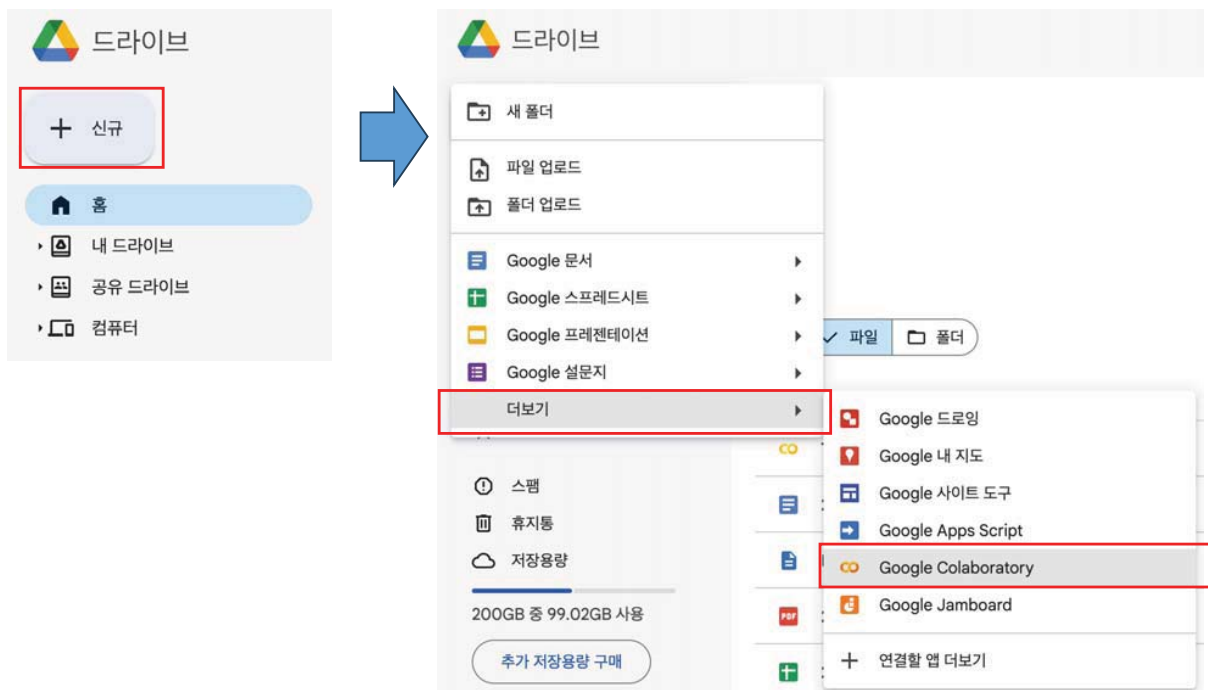 드라이브
신규
홈
내 드라이브
공유 드라이브
컴퓨터
드라이브
새 폴더
파일 업로드
폴더 업로드
Google 문서
Google 스프레드시트
Google 프레젠테이션
Google 설문지
더보기
파일
폴더
Google 드로잉
Google 내 지도
Google 사이트 도구
Google Apps Script
Google Colaboratory
Google Jamboard
연결할 앱 더보기
스팸
휴지통
저장용량
200GB 중 99.02GB 사용
추가 저장용량 구매
PDF